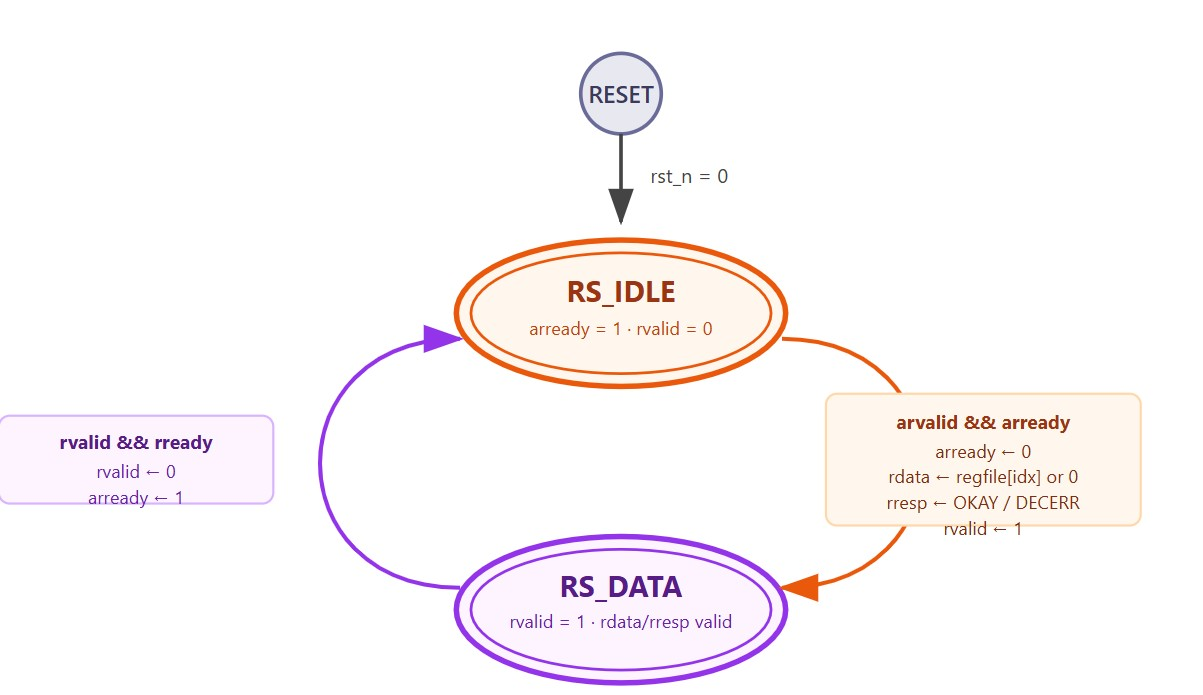 RESET
rst_n = 0
RS_IDLE
arready = 1 · rvalid = 0
arvalid && arready
arready ← 0
rdata ← regfile[idx] or 0
rresp ← OKAY / DECERR
rvalid ← 1
rvalid && rready
rvalid ← 0
arready ← 1
RS_DATA
rvalid = 1 · rdata/rresp valid